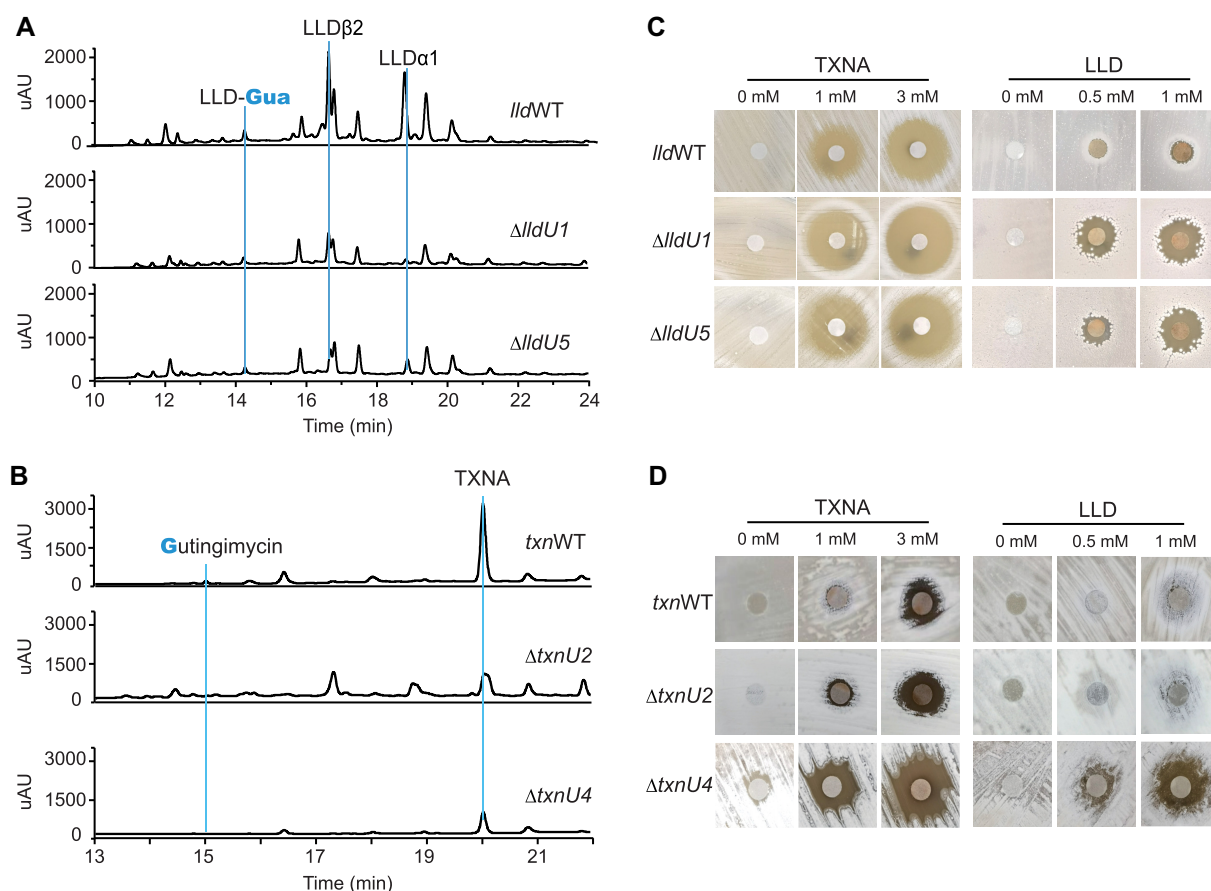 A
LLDβ2
LLDα1
LLD-Gua
lldWT
uAU
2000
1000
0
ΔlldU1
uAU
2000
1000
0
ΔlldU5
uAU
2000
1000
0
10 12 14 16 18 20 22 24
Time (min)
B
TXNA
Gutingimycin
txnWT
uAU
3000
1500
0
ΔtxnU2
uAU
3000
1500
0
ΔtxnU4
uAU
3000
1500
0
13 15 17 19 21
Time (min)
C
TXNA LLD
0 mM 1 mM 3 mM 0 mM 0.5 mM 1 mM
lldWT
ΔlldU1
ΔlldU5
D
TXNA LLD
0 mM 1 mM 3 mM 0 mM 0.5 mM 1 mM
txnWT
ΔtxnU2
ΔtxnU4